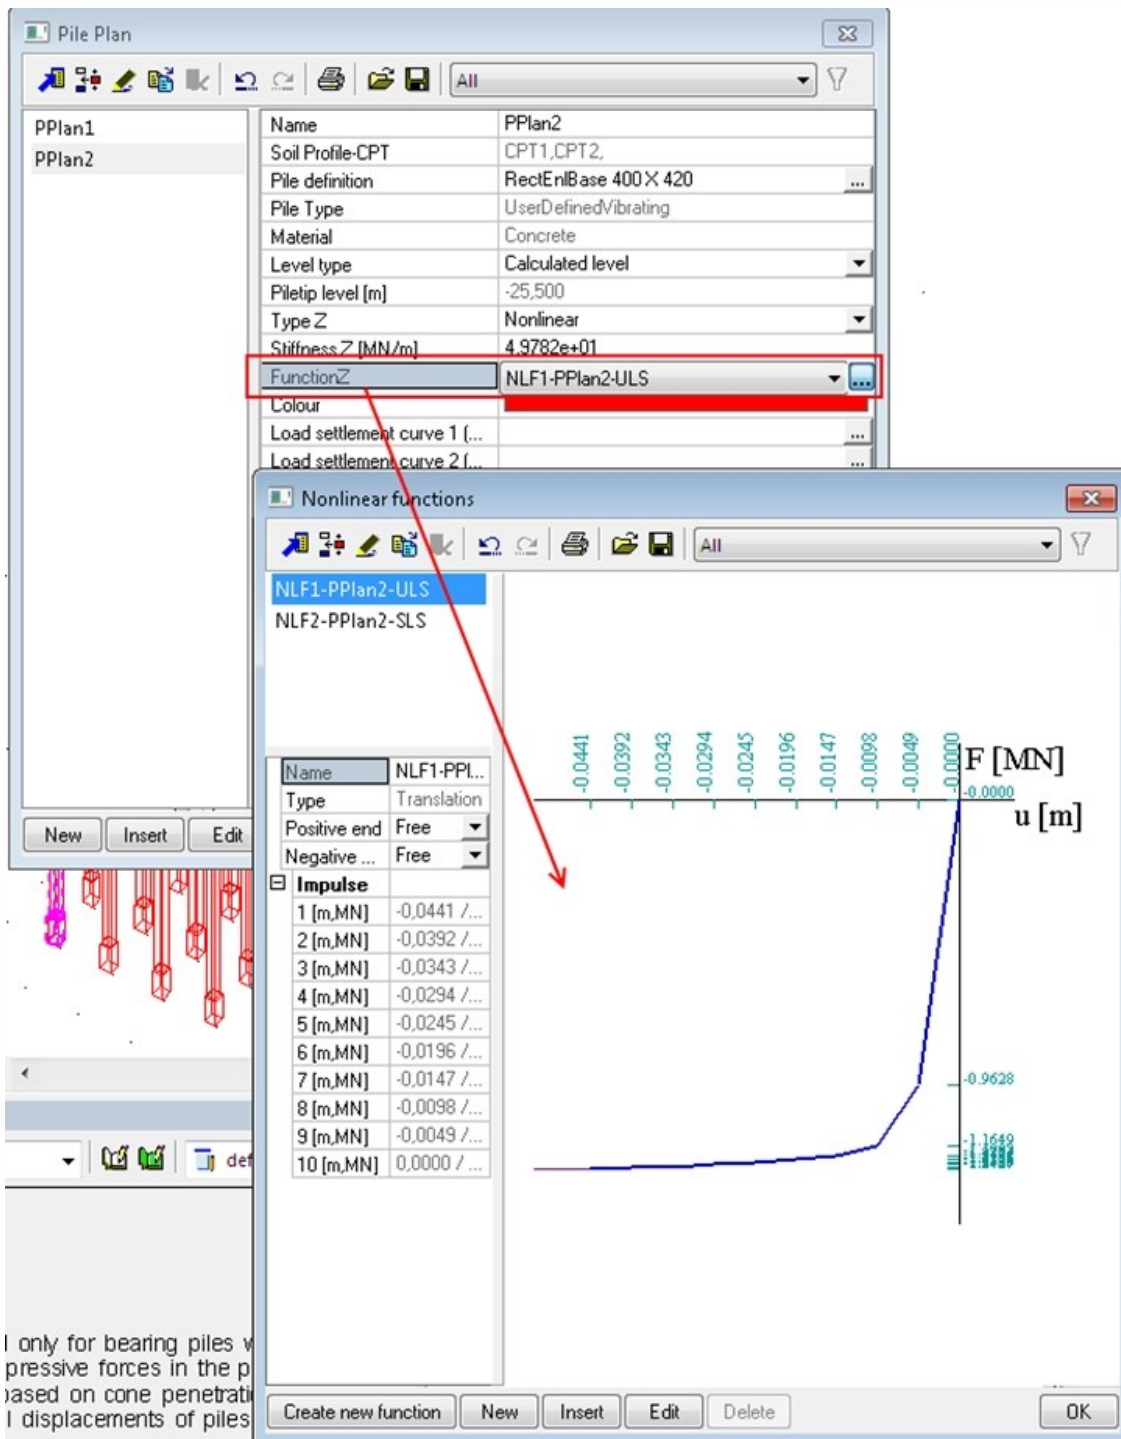 Pile Plan
All
PPlan1
PPlan2
Name PPlan2
Soil Profile-CPT CPT1,CPT2,
Pile definition RectEnlBase 400 X 420 ...
Pile Type UserDefinedVibrating
Material Concrete
Level type Calculated level
Piletip level [m] -25,500
Type Z Nonlinear
Stiffness Z [MN/m] 4.9782e+01
FunctionZ NLF1-PPlan2-ULS ...
Colour
Load settlement curve 1 (... ...
Load settlement curve 2 (... ...
New Insert Edit
Nonlinear functions
All
NLF1-PPlan2-ULS
NLF2-PPlan2-SLS
Name NLF1-PPl...
Type Translation
Positive end Free
Negative ... Free
Impulse
1 [m,MN] -0,0441 /...
2 [m,MN] -0,0392 /...
3 [m,MN] -0,0343 /...
4 [m,MN] -0,0294 /...
5 [m,MN] -0,0245 /...
6 [m,MN] -0,0196 /...
7 [m,MN] -0,0147 /...
8 [m,MN] -0,0098 /...
9 [m,MN] -0,0049 /...
10 [m,MN] 0,0000 / ...
-0.0441 -0.0392 -0.0343 -0.0294 -0.0245 -0.0196 -0.0147 -0.0098 -0.0049 -0.0000
F [MN]
-0.0000
u [m]
-0.9628
-1.1649
def
only for bearing piles
pressive forces in the p
based on cone penetrati
l displacements of piles
Create new function New Insert Edit Delete OK